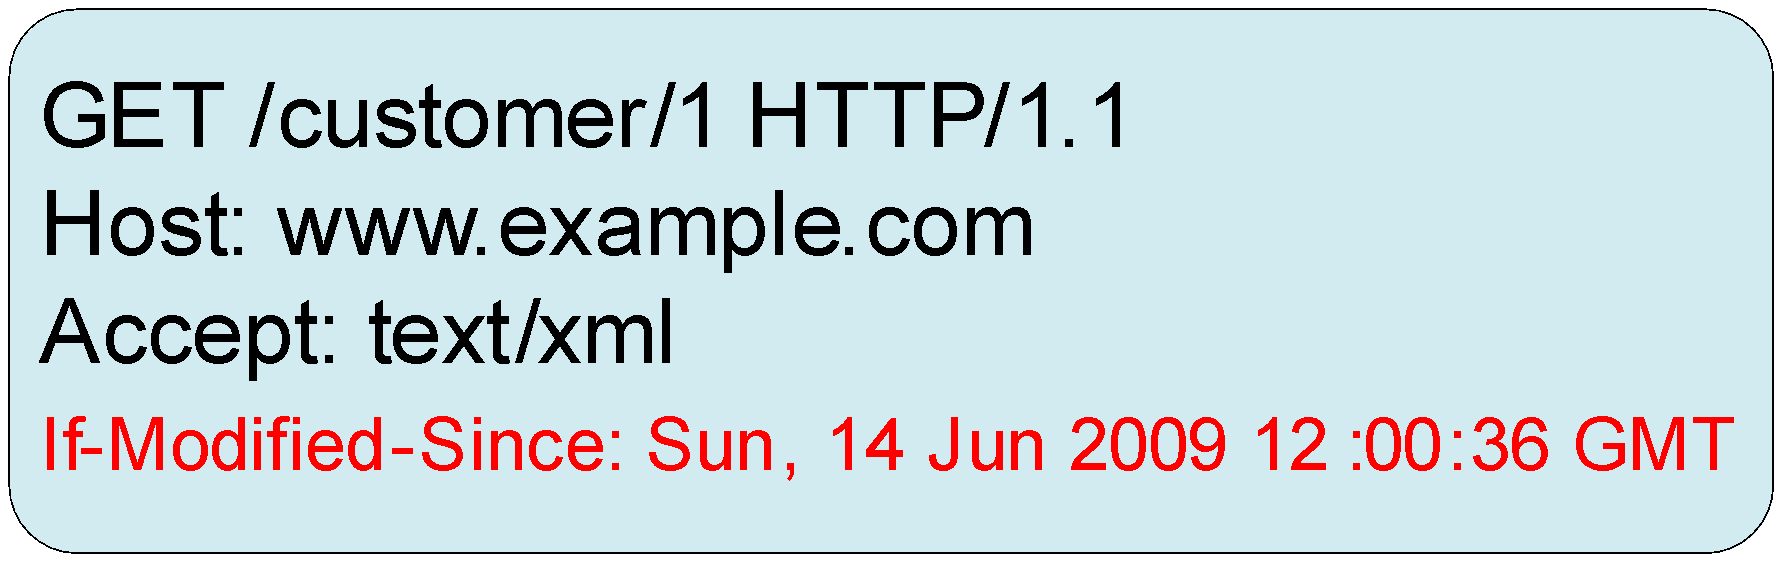 GET /customer/1 HTTP/1.1
Host: www.example.com
Accept: text/xml
If-Modified-Since: Sun, 14 Jun 2009 12 :00:36 GMT